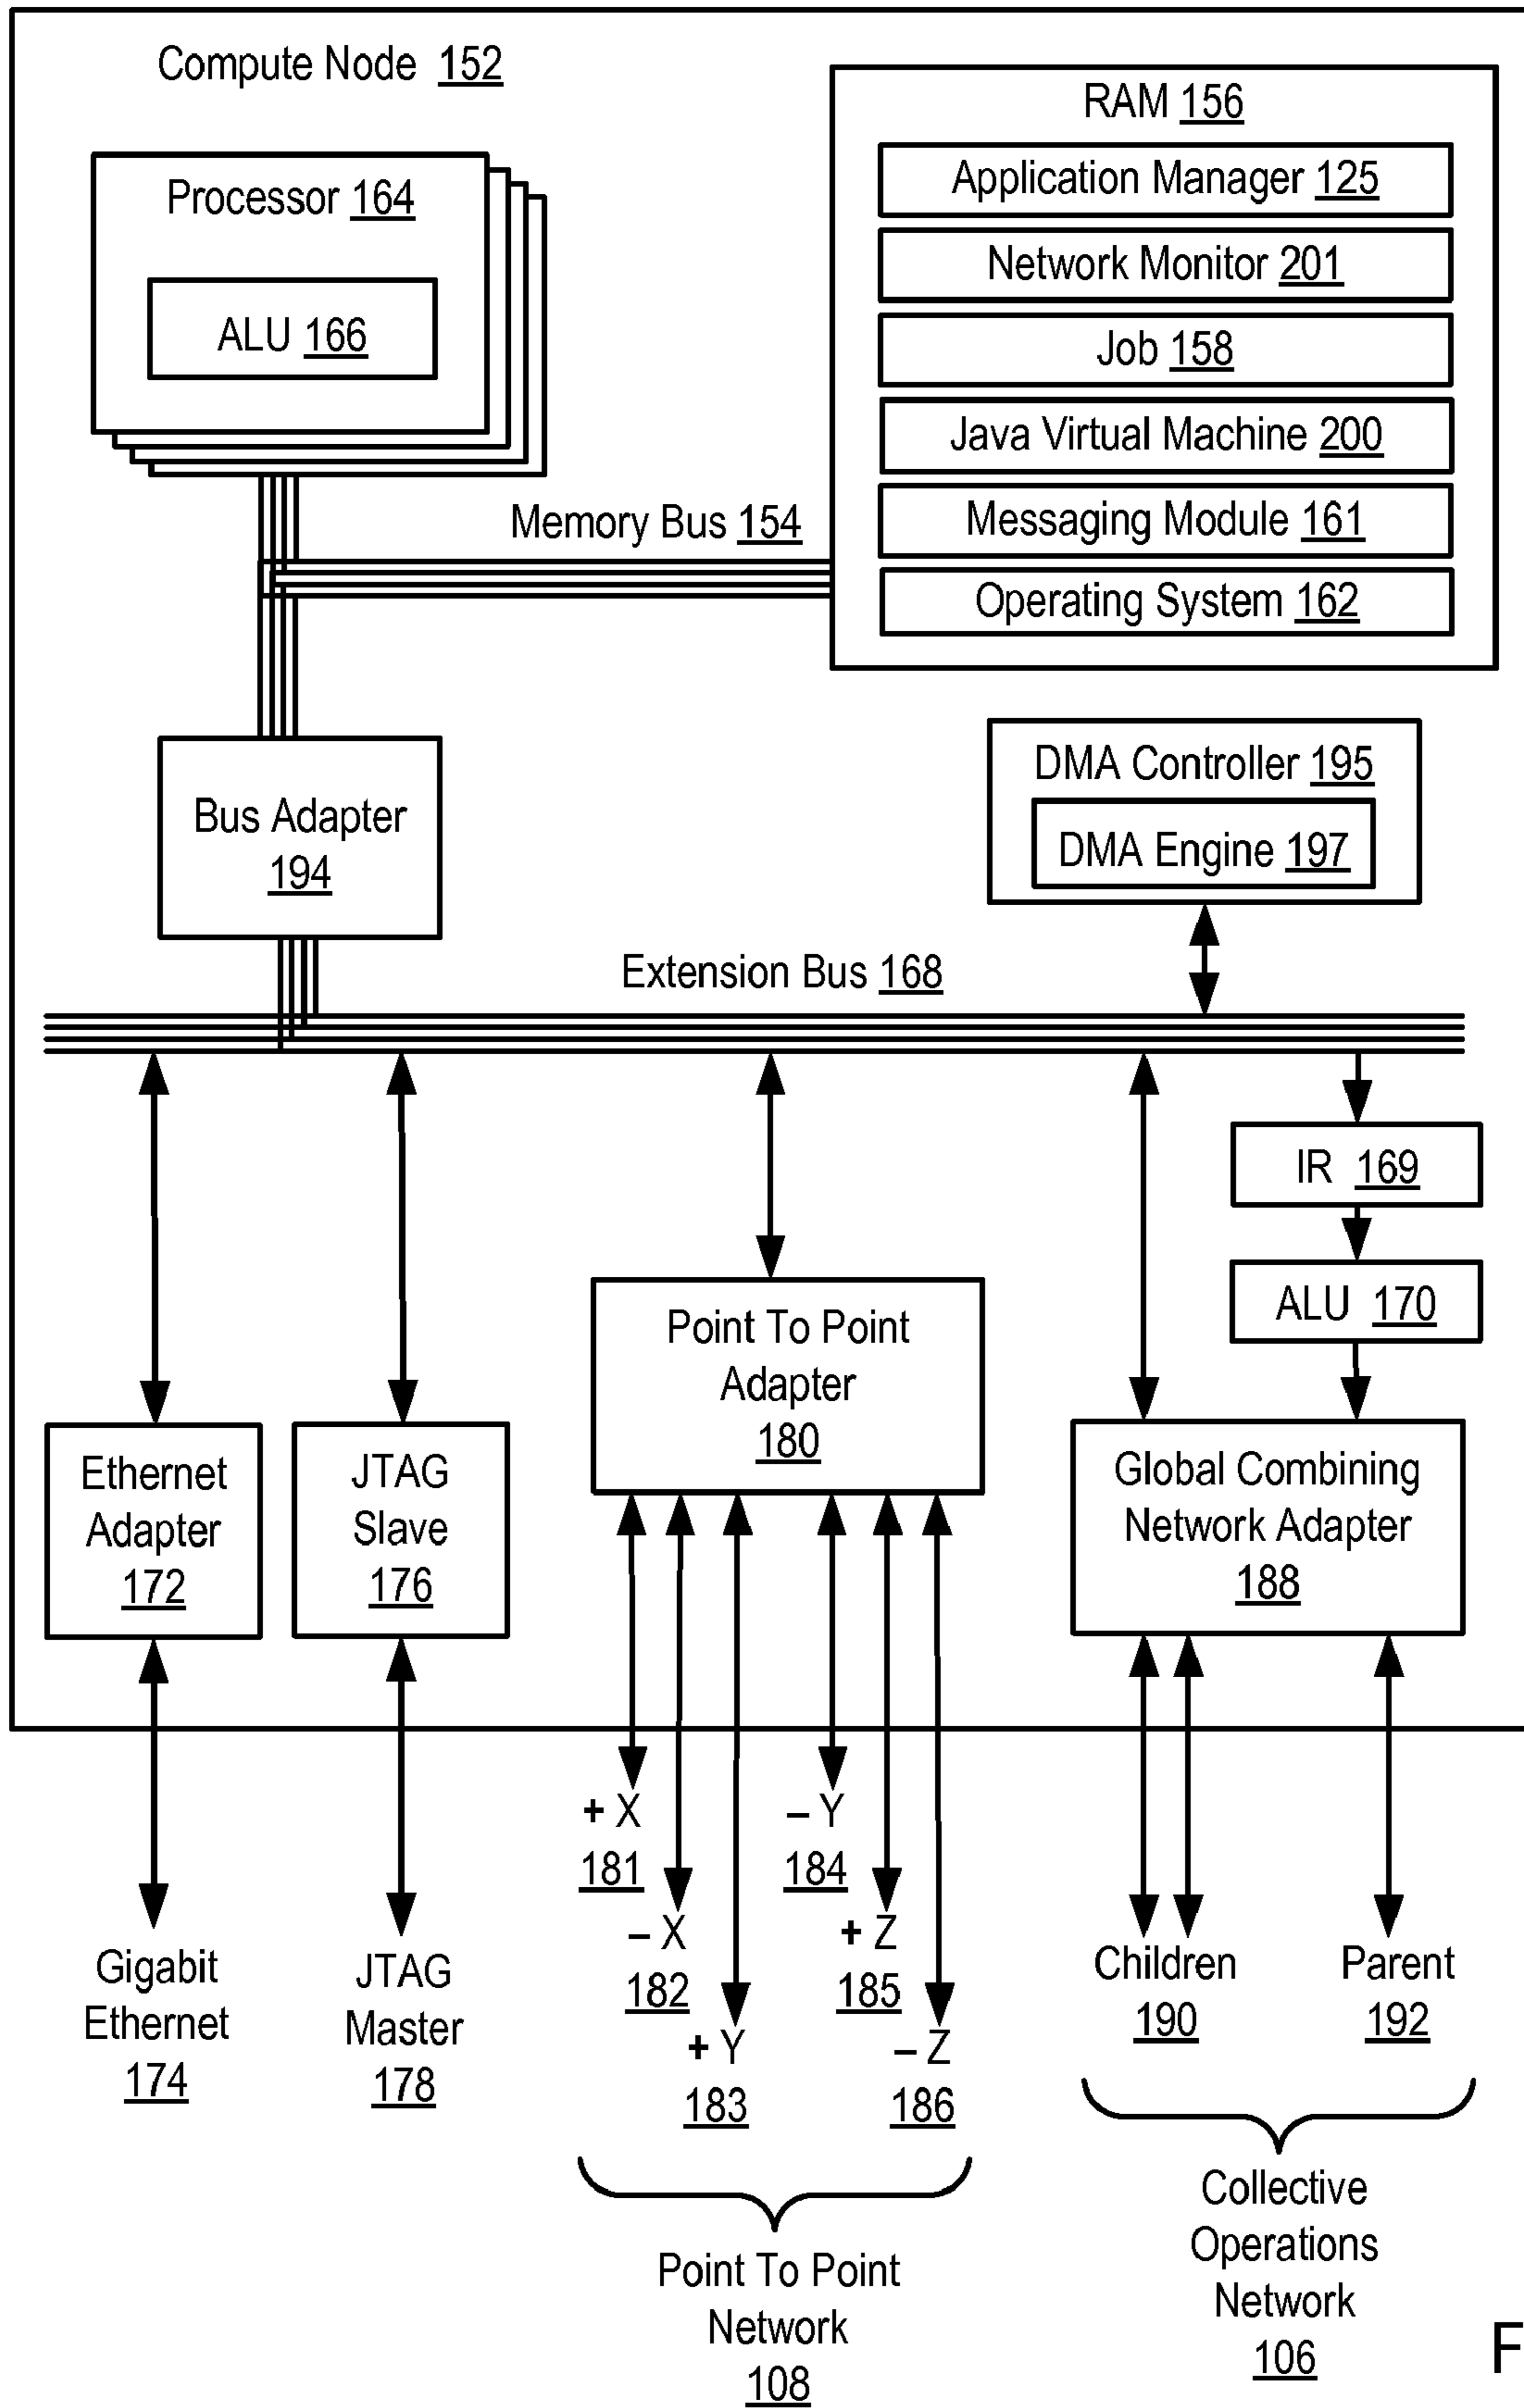 Compute Node 152
RAM 156
Application Manager 125
Network Monitor 201
Job 158
Java Virtual Machine 200
Messaging Module 161
Operating System 162
Processor 164
ALU 166
Memory Bus 154
Bus Adapter
194
DMA Controller 195
DMA Engine 197
Extension Bus 168
IR 169
ALU 170
Point To Point
Adapter
180
Ethernet
Adapter
172
JTAG
Slave
176
Global Combining
Network Adapter
188
+ X
181
– X
182
+ Y
183
– Y
184
+ Z
185
– Z
186
Gigabit
Ethernet
174
JTAG
Master
178
Children
190
Parent
192
Point To Point
Network
108
Collective
Operations
Network
106
F